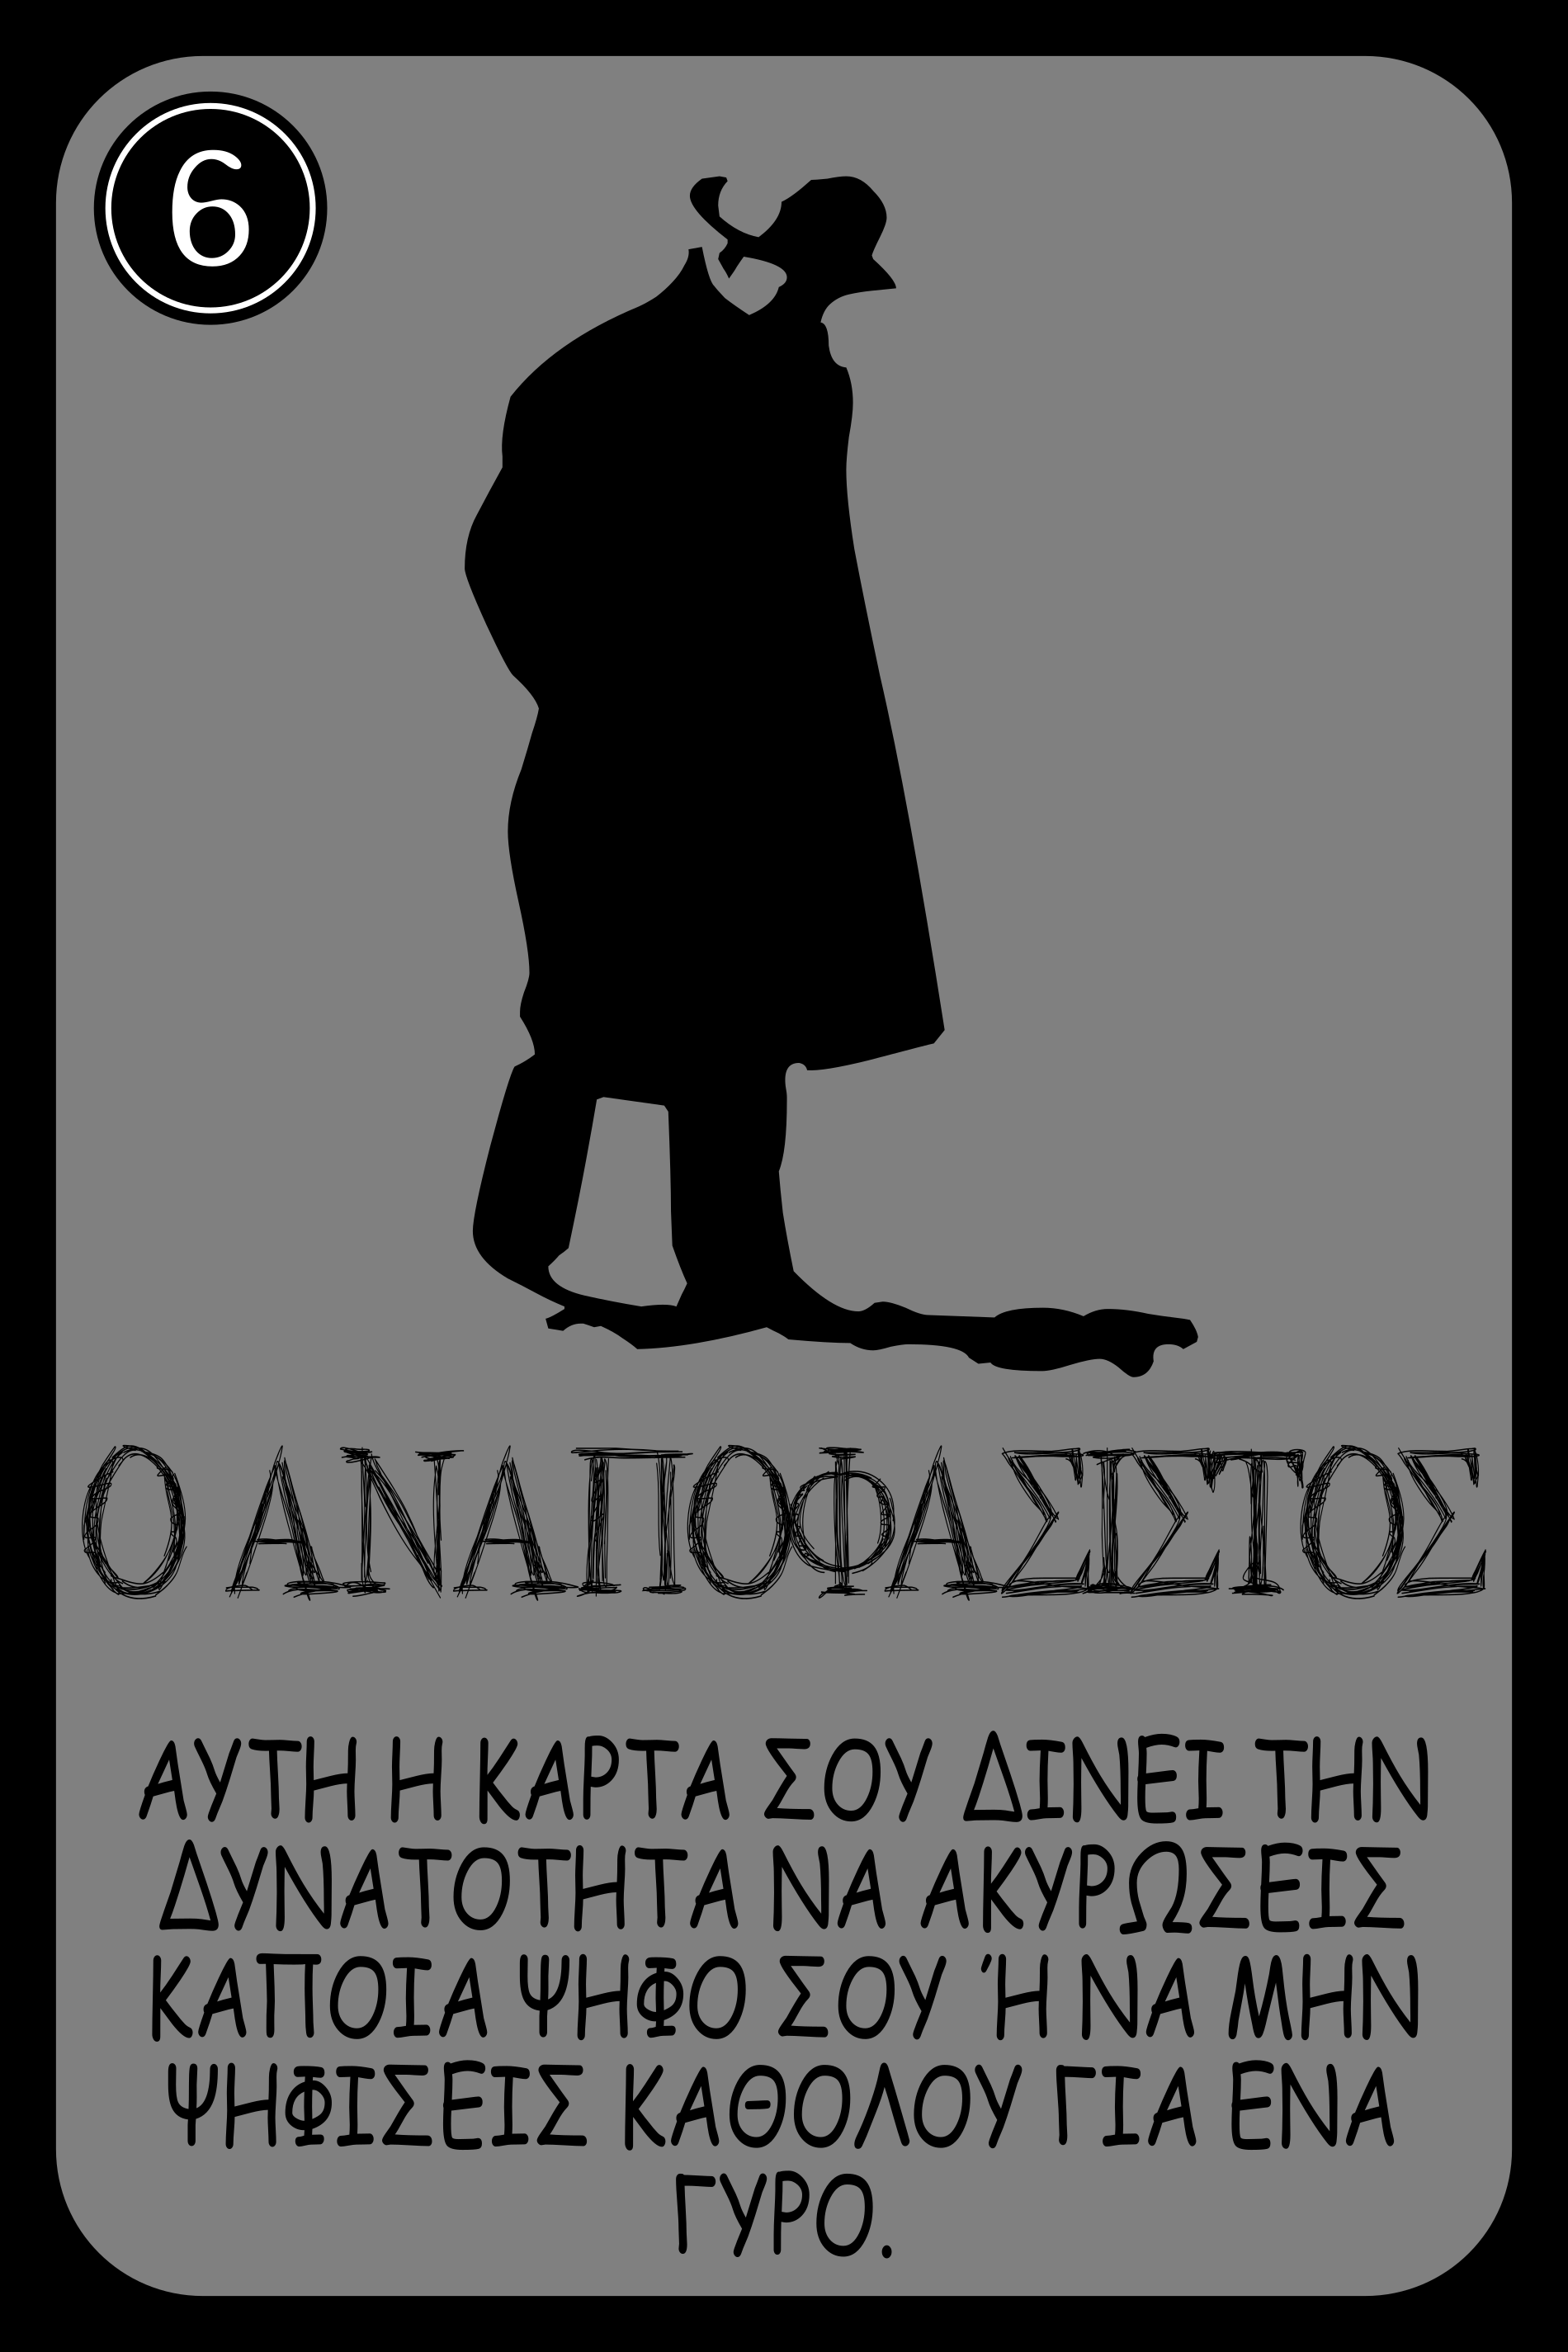 6
Ο ΑΝΑΠΟΦΑΣΙΣΤΟΣ
ΑΥΤΗ Η ΚΑΡΤΑ ΣΟΥ ΔΙΝΕΙ ΤΗΝ
ΔΥΝΑΤΟΤΗΤΑ ΝΑ ΑΚΥΡΩΣΕΙΣ
ΚΑΠΟΙΑ ΨΗΦΟ ΣΟΥ Ή ΝΑ ΜΗΝ
ΨΗΦΙΣΕΙΣ ΚΑΘΟΛΟΥ ΓΙΑ ΕΝΑ
ΓΥΡΟ.